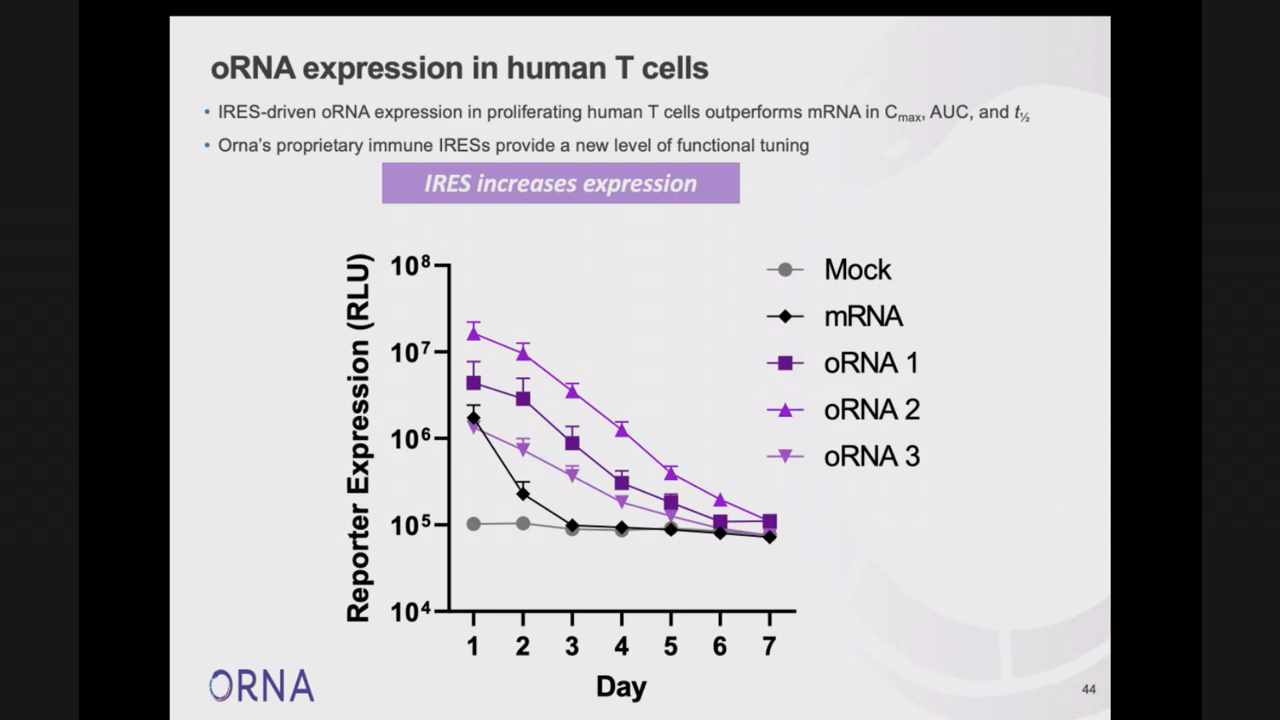 oRNA expression in human T cells
• IRES-driven oRNA expression in proliferating human T cells outperforms mRNA in Cmax, AUC, and t½
• Orna's proprietary immune IRESs provide a new level of functional tuning
IRES increases expression
Reporter Expression (RLU)
10⁸
10⁷
10⁶
10⁵
10⁴
1 2 3 4 5 6 7
Day
Mock
mRNA
oRNA 1
oRNA 2
oRNA 3
ORNA
44